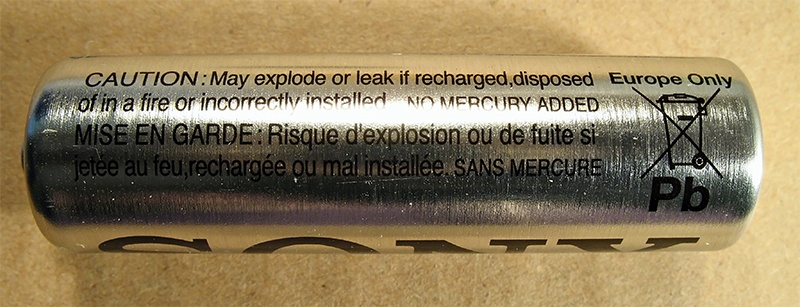 CAUTION: May explode or leak if recharged,disposed Europe Only
of in a fire or incorrectly installed. NO MERCURY ADDED
MISE EN GARDE: Risque d'explosion ou de fuite si
jetée au feu,rechargée ou mal installée. SANS MERCURE
Pb
SONY